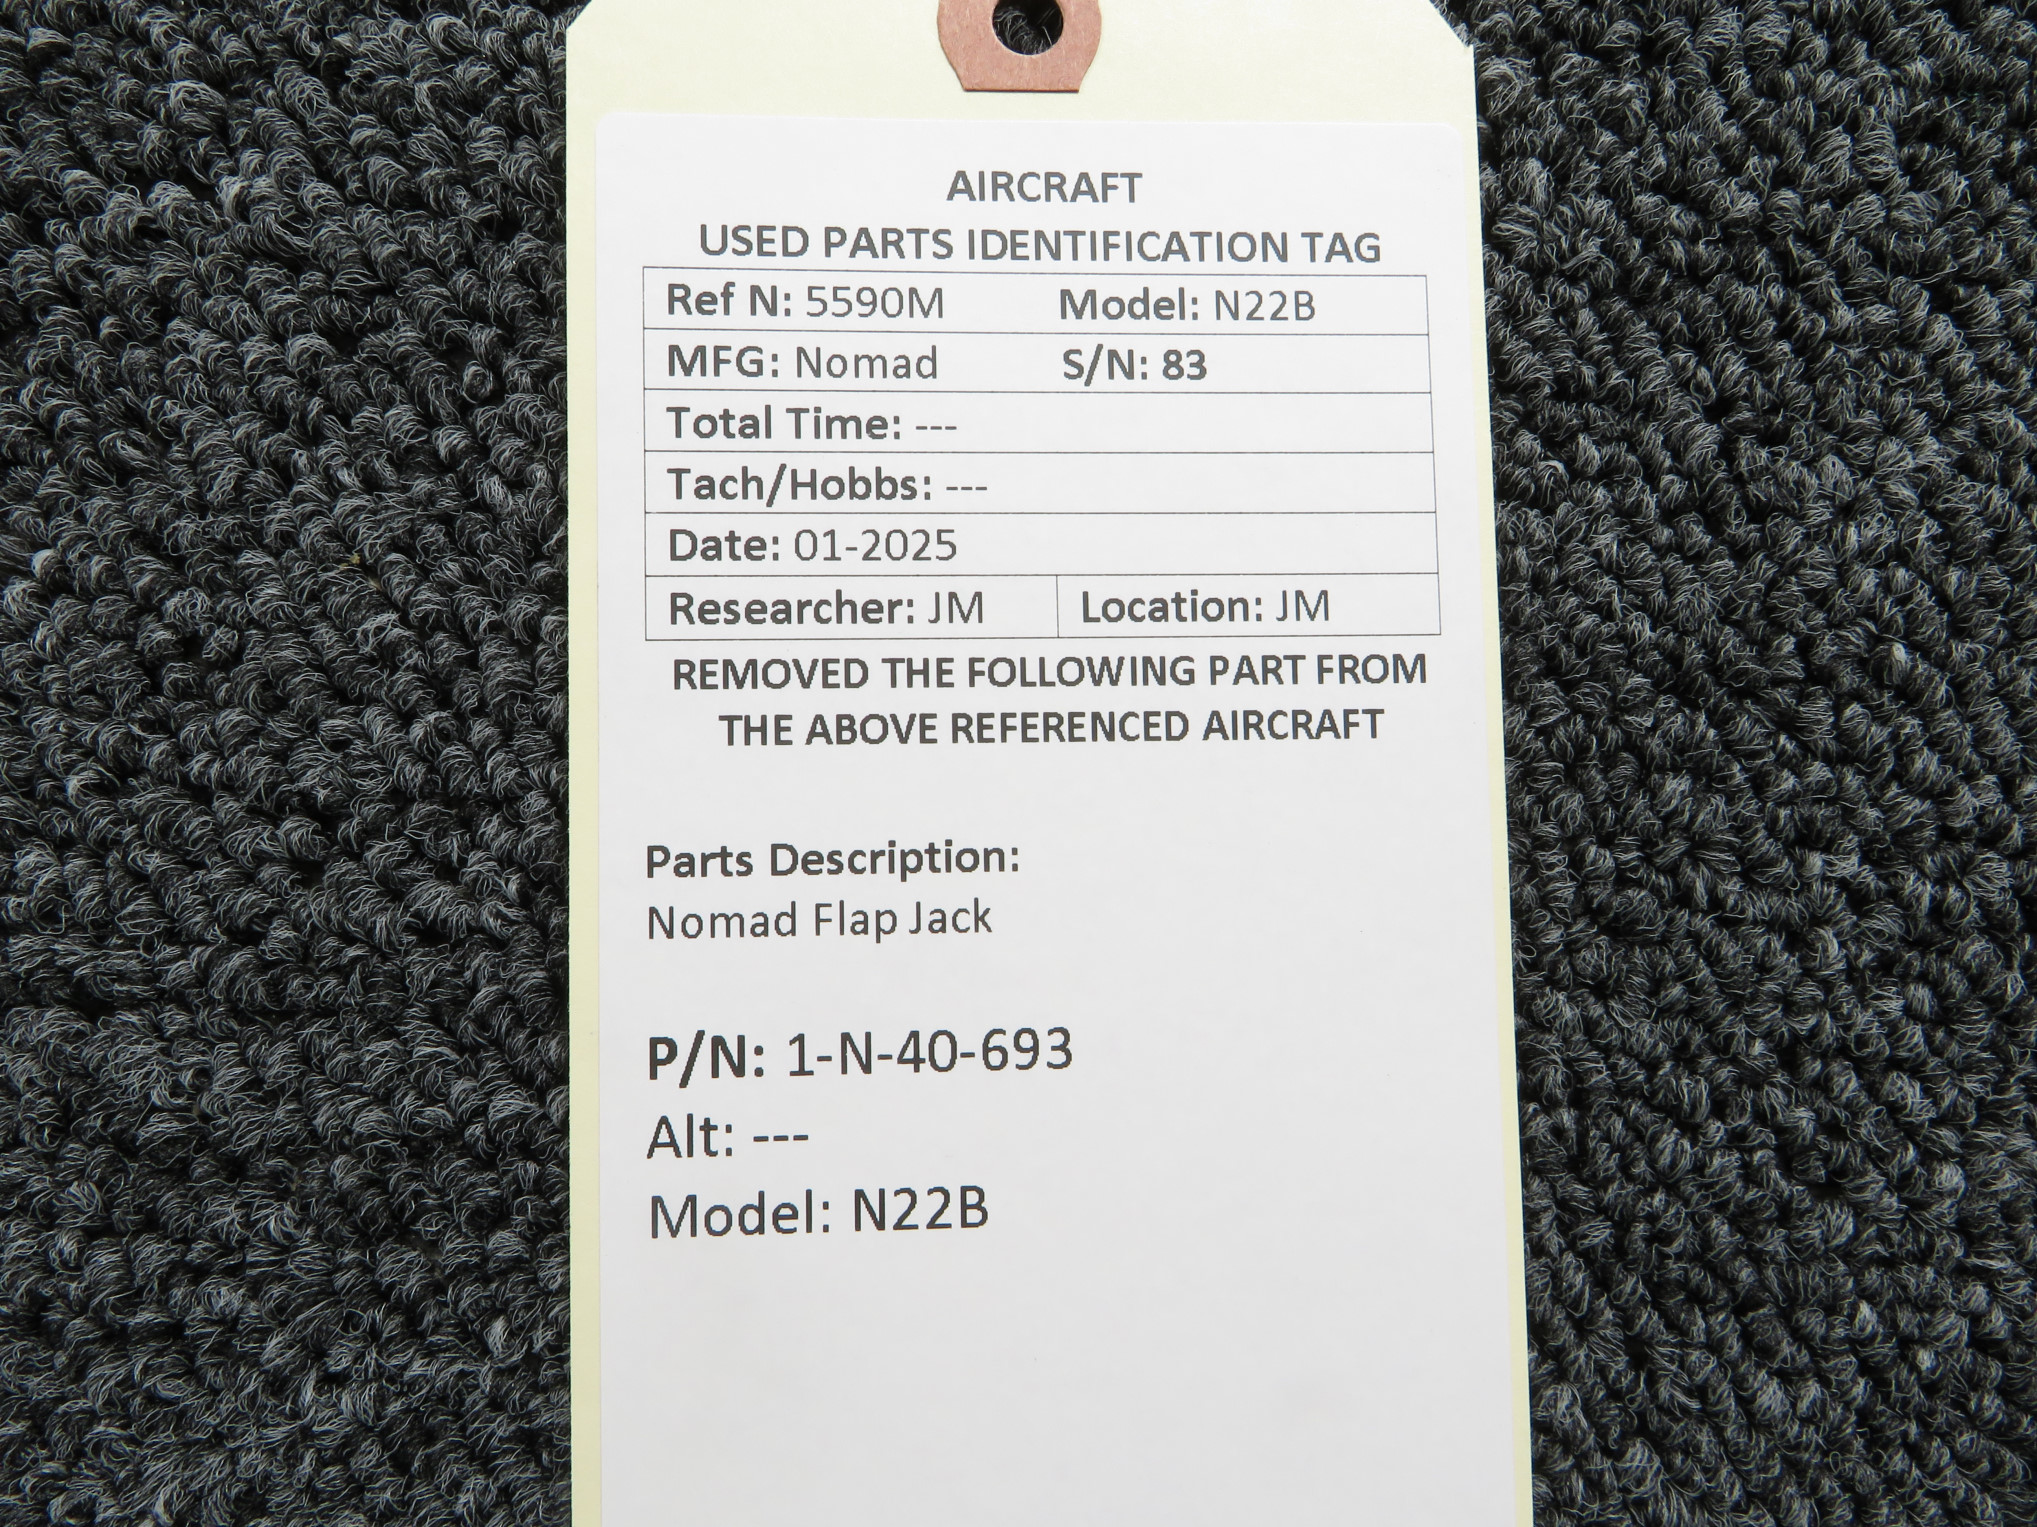 AIRCRAFT
USED PARTS IDENTIFICATION TAG
Ref N: 5590M Model: N22B
MFG: Nomad S/N: 83
Total Time: ---
Tach/Hobbs: ---
Date: 01-2025
Researcher: JM Location: JM
REMOVED THE FOLLOWING PART FROM
THE ABOVE REFERENCED AIRCRAFT
Parts Description:
Nomad Flap Jack
P/N: 1-N-40-693
Alt: ---
Model: N22B